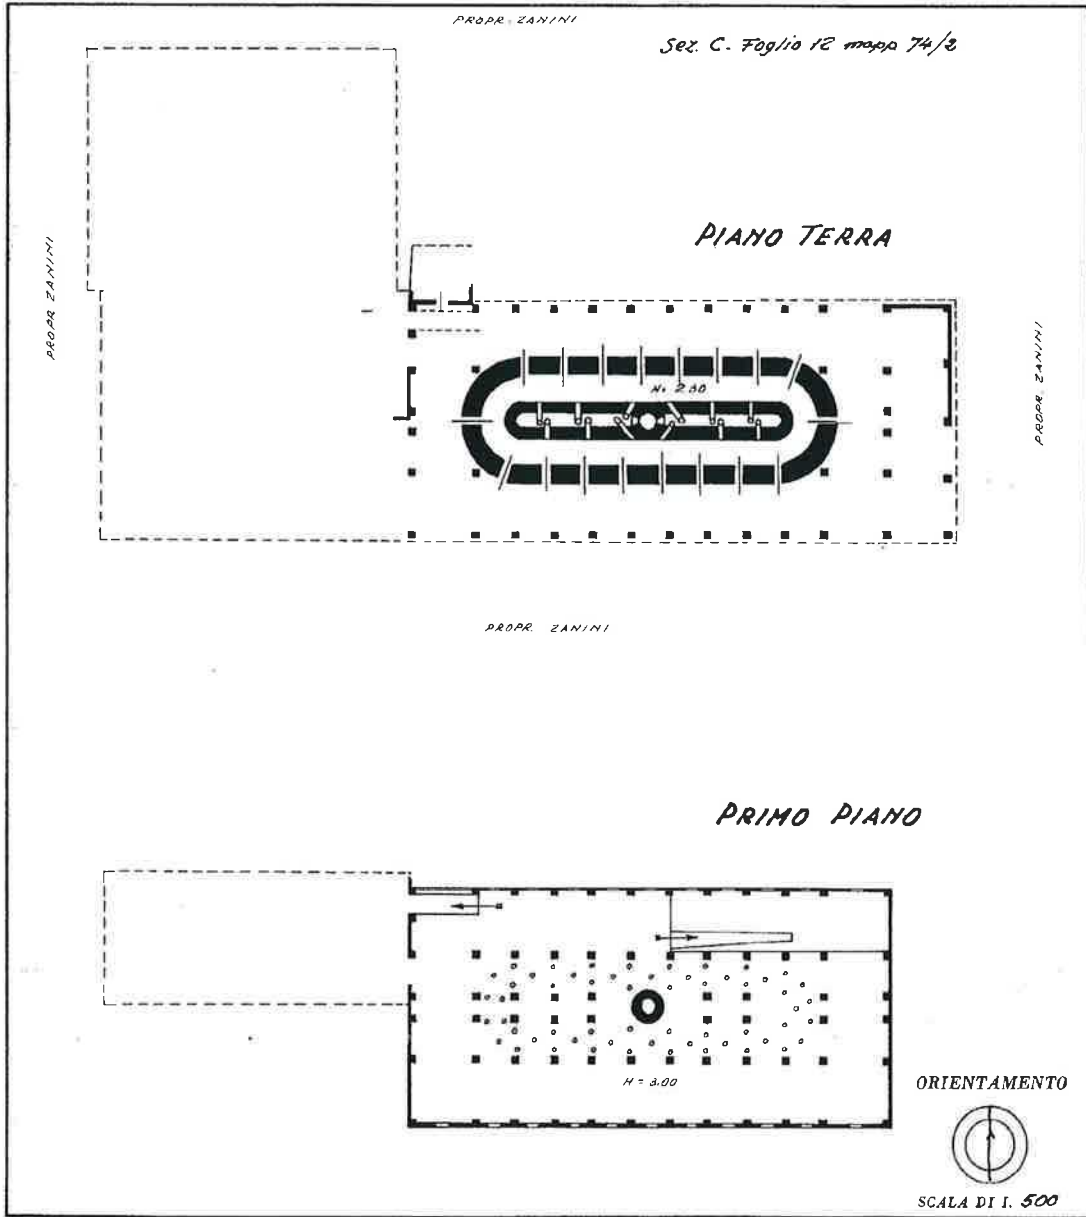 PROPR. ZANINI
Sez. C. Foglio 12 mapp 74/2
PIANO TERRA
PROPR ZANINI
PROPR. ZANINI
H= 2.80
PROPR. ZANINI
PRIMO PIANO
H = 3.00
ORIENTAMENTO
SCALA DI 1. 500